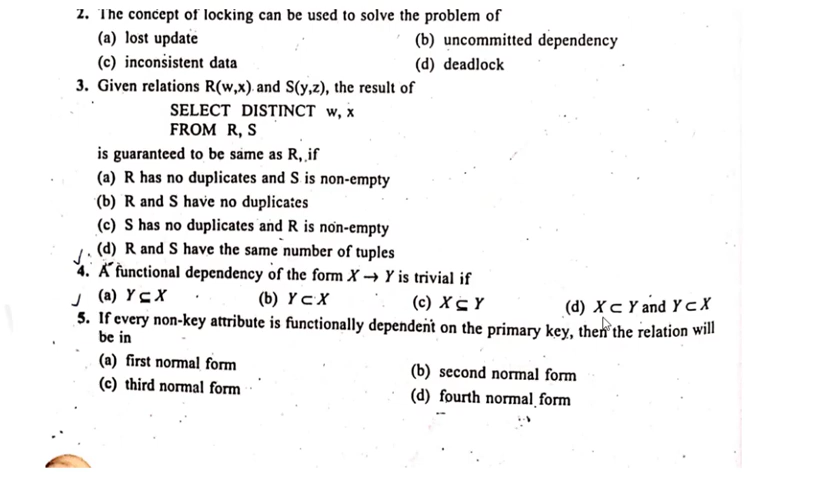 2. The concept of locking can be used to solve the problem of
(a) lost update (b) uncommitted dependency
(c) inconsistent data (d) deadlock
3. Given relations R(w,x) and S(y,z), the result of
SELECT DISTINCT w, x
FROM R, S
is guaranteed to be same as R, if
(a) R has no duplicates and S is non-empty
(b) R and S have no duplicates
(c) S has no duplicates and R is non-empty
(d) R and S have the same number of tuples
4. A functional dependency of the form X → Y is trivial if
(a) Y ⊆ X (b) Y ⊂ X (c) X ⊆ Y (d) X ⊂ Y and Y ⊂ X
5. If every non-key attribute is functionally dependent on the primary key, then the relation will
be in
(a) first normal form (b) second normal form
(c) third normal form (d) fourth normal form